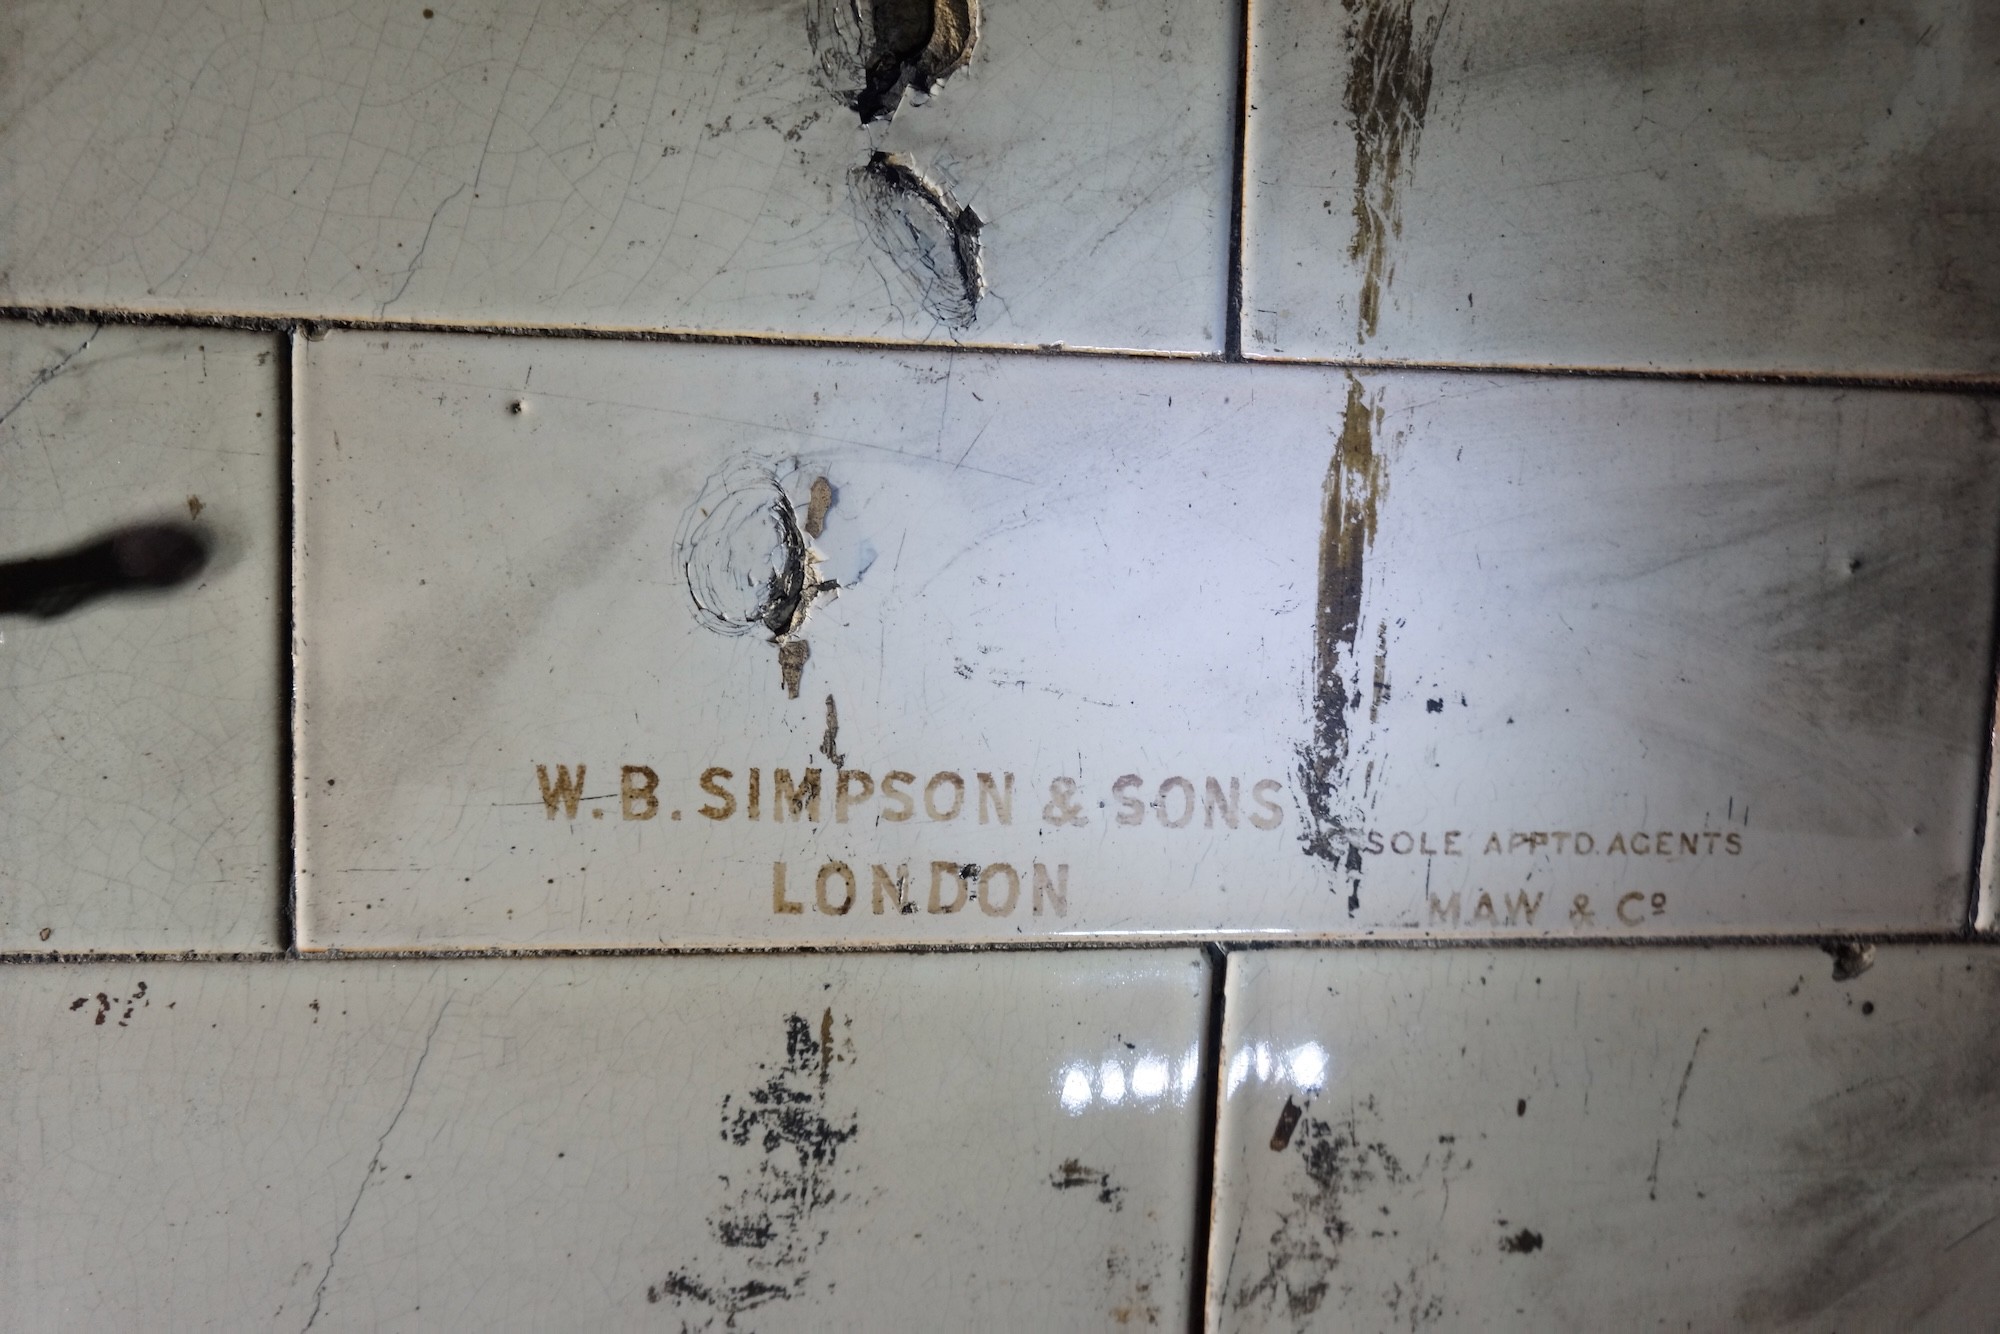 W.B. SIMPSON & SONS
LONDON
SOLE APPTD. AGENTS
MAW & Cº